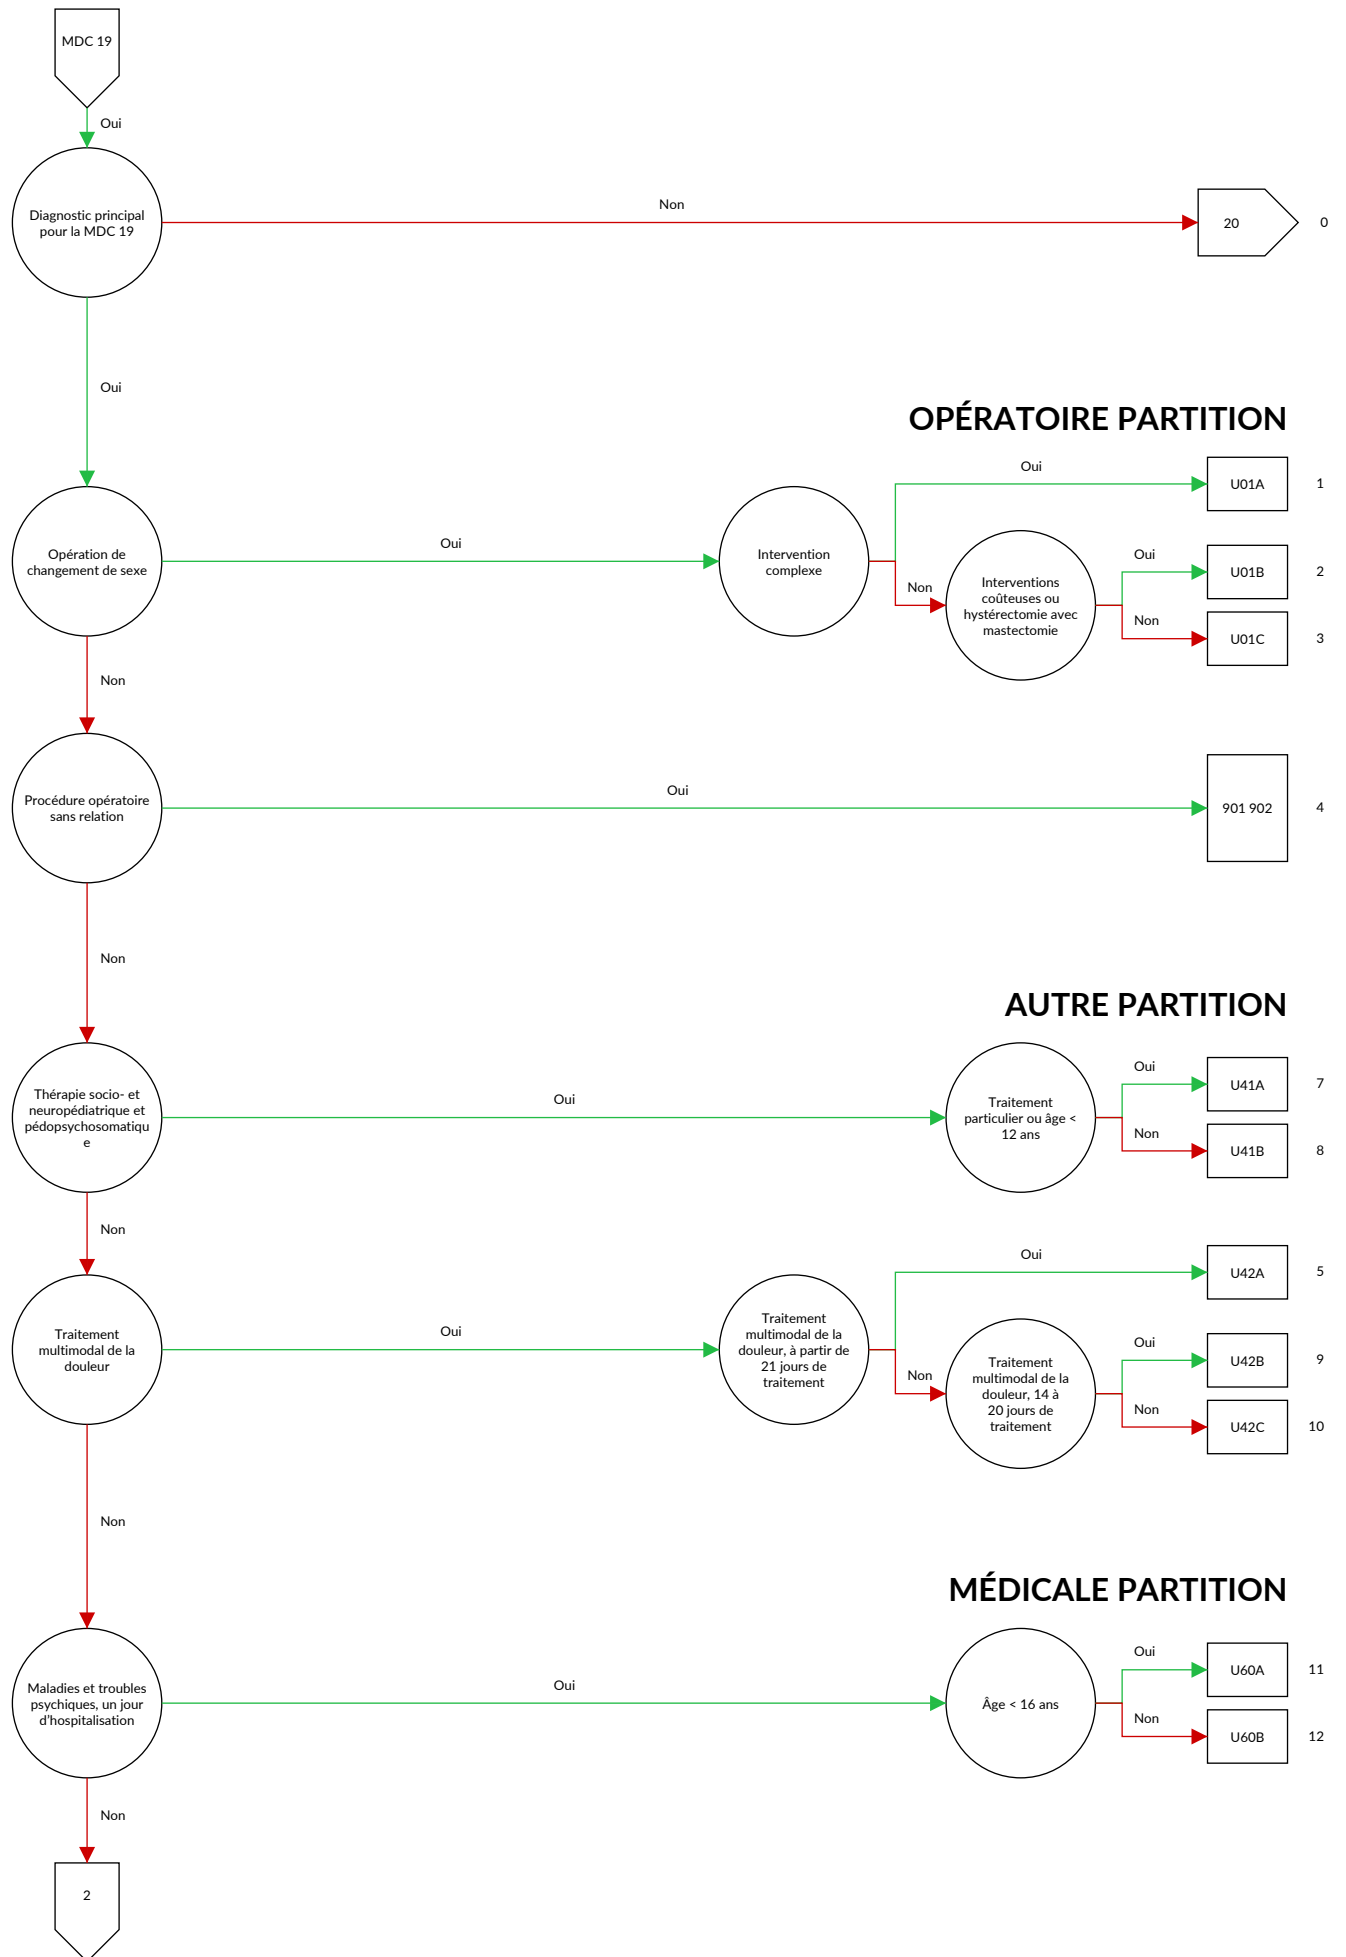 MDC 19
Oui
Diagnostic principal
pour la MDC 19
Non
20
0
Oui
OPÉRATOIRE PARTITION
Opération de
changement de sexe
Oui
Intervention
complexe
Oui
U01A
1
Non
Interventions
coûteuses ou
hystérectomie avec
mastectomie
Oui
U01B
2
Non
U01C
3
Non
Procédure opératoire
sans relation
Oui
901 902
4
Non
AUTRE PARTITION
Thérapie socio- et
neuropédiatrique et
pédopsychosomatiqu
e
Oui
Traitement
particulier ou âge <
12 ans
Oui
U41A
7
Non
U41B
8
Non
Traitement
multimodal de la
douleur
Oui
Traitement
multimodal de la
douleur, à partir de
21 jours de
traitement
Oui
U42A
5
Non
Traitement
multimodal de la
douleur, 14 à
20 jours de
traitement
Oui
U42B
9
Non
U42C
10
Non
MÉDICALE PARTITION
Maladies et troubles
psychiques, un jour
d'hospitalisation
Oui
Âge < 16 ans
Oui
U60A
11
Non
U60B
12
Non
2